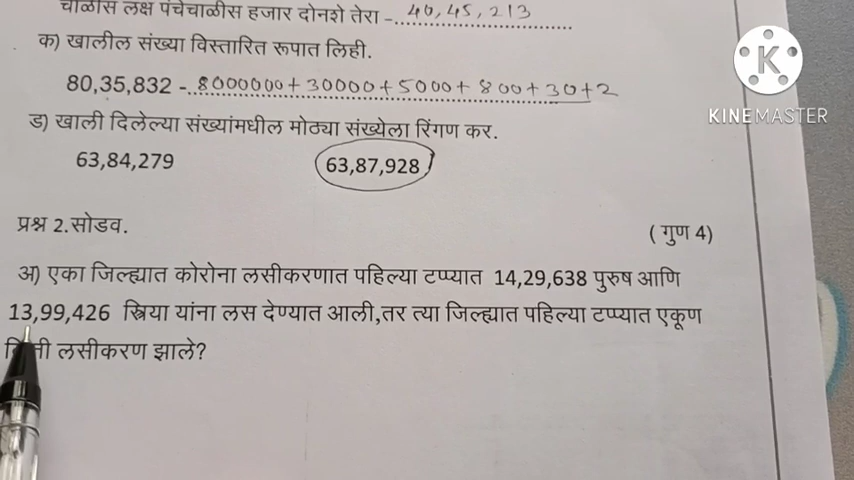 चाळीस लक्ष पंचेचाळीस हजार दोनशे तेरा - 40,45,213
क) खालील संख्या विस्तारित रूपात लिही.
80,35,832 - 8000000+30000+5000+800+30+2
ड) खाली दिलेल्या संख्यांमधील मोठ्या संख्येला रिंगण कर.
63,84,279 63,87,928
प्रश्न 2.सोडव. ( गुण 4)
अ) एका जिल्ह्यात कोरोना लसीकरणात पहिल्या टप्प्यात 14,29,638 पुरुष आणि
13,99,426 स्त्रिया यांना लस देण्यात आली,तर त्या जिल्ह्यात पहिल्या टप्प्यात एकूण
लसीकरण झाले?
K
KINEMASTER